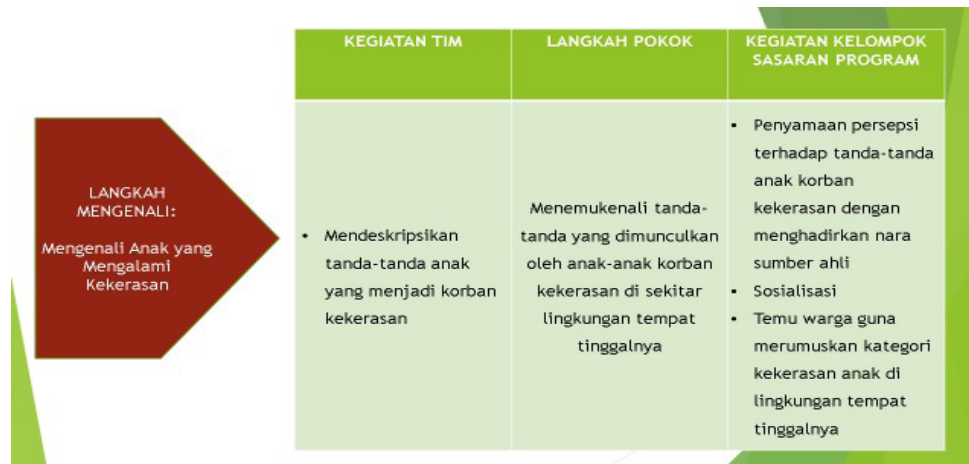 KEGIATAN TIM
LANGKAH POKOK
KEGIATAN KELOMPOK
SASARAN PROGRAM
LANGKAH
MENGENALI:
Mengenali Anak yang
Mengalami
Kekerasan
• Mendeskripsikan
tanda-tanda anak
yang menjadi korban
kekerasan
Menemukenali tanda-
tanda yang dimunculkan
oleh anak-anak korban
kekerasan di sekitar
lingkungan tempat
tinggalnya
• Penyamaan persepsi
terhadap tanda-tanda
anak korban
kekerasan dengan
menghadirkan nara
sumber ahli
• Sosialisasi
• Temu warga guna
merumuskan kategori
kekerasan anak di
lingkungan tempat
tinggalnya